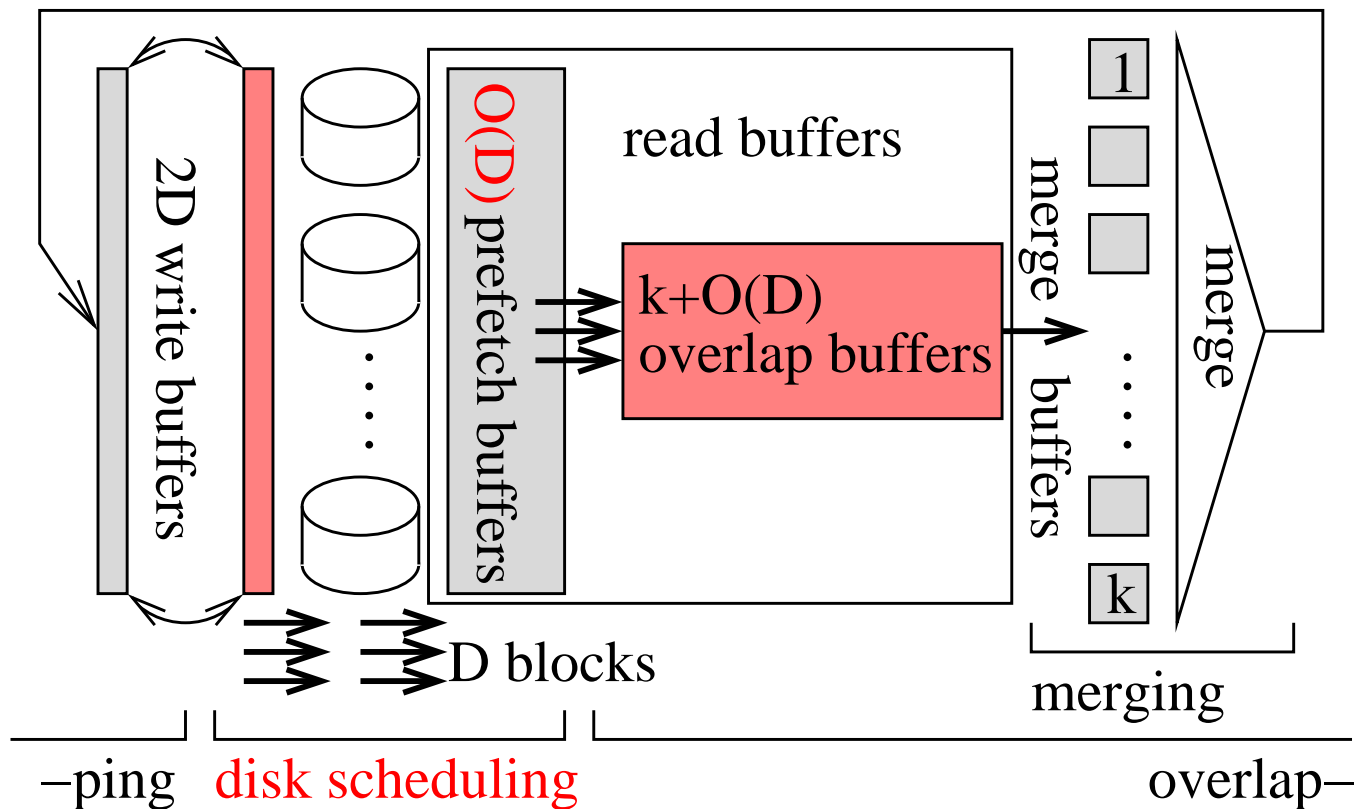 2D write buffers
O(D) prefetch buffers
read buffers
k+O(D)
overlap buffers
merge buffers
1
k
merge
D blocks
merging
–ping
disk scheduling
overlap–